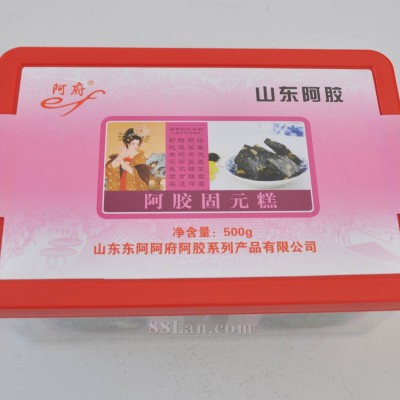 阿府®
ef
山东阿胶
阿胶固元糕
净含量：500g
山东东阿阿府阿胶系列产品有限公司
88Lan.com